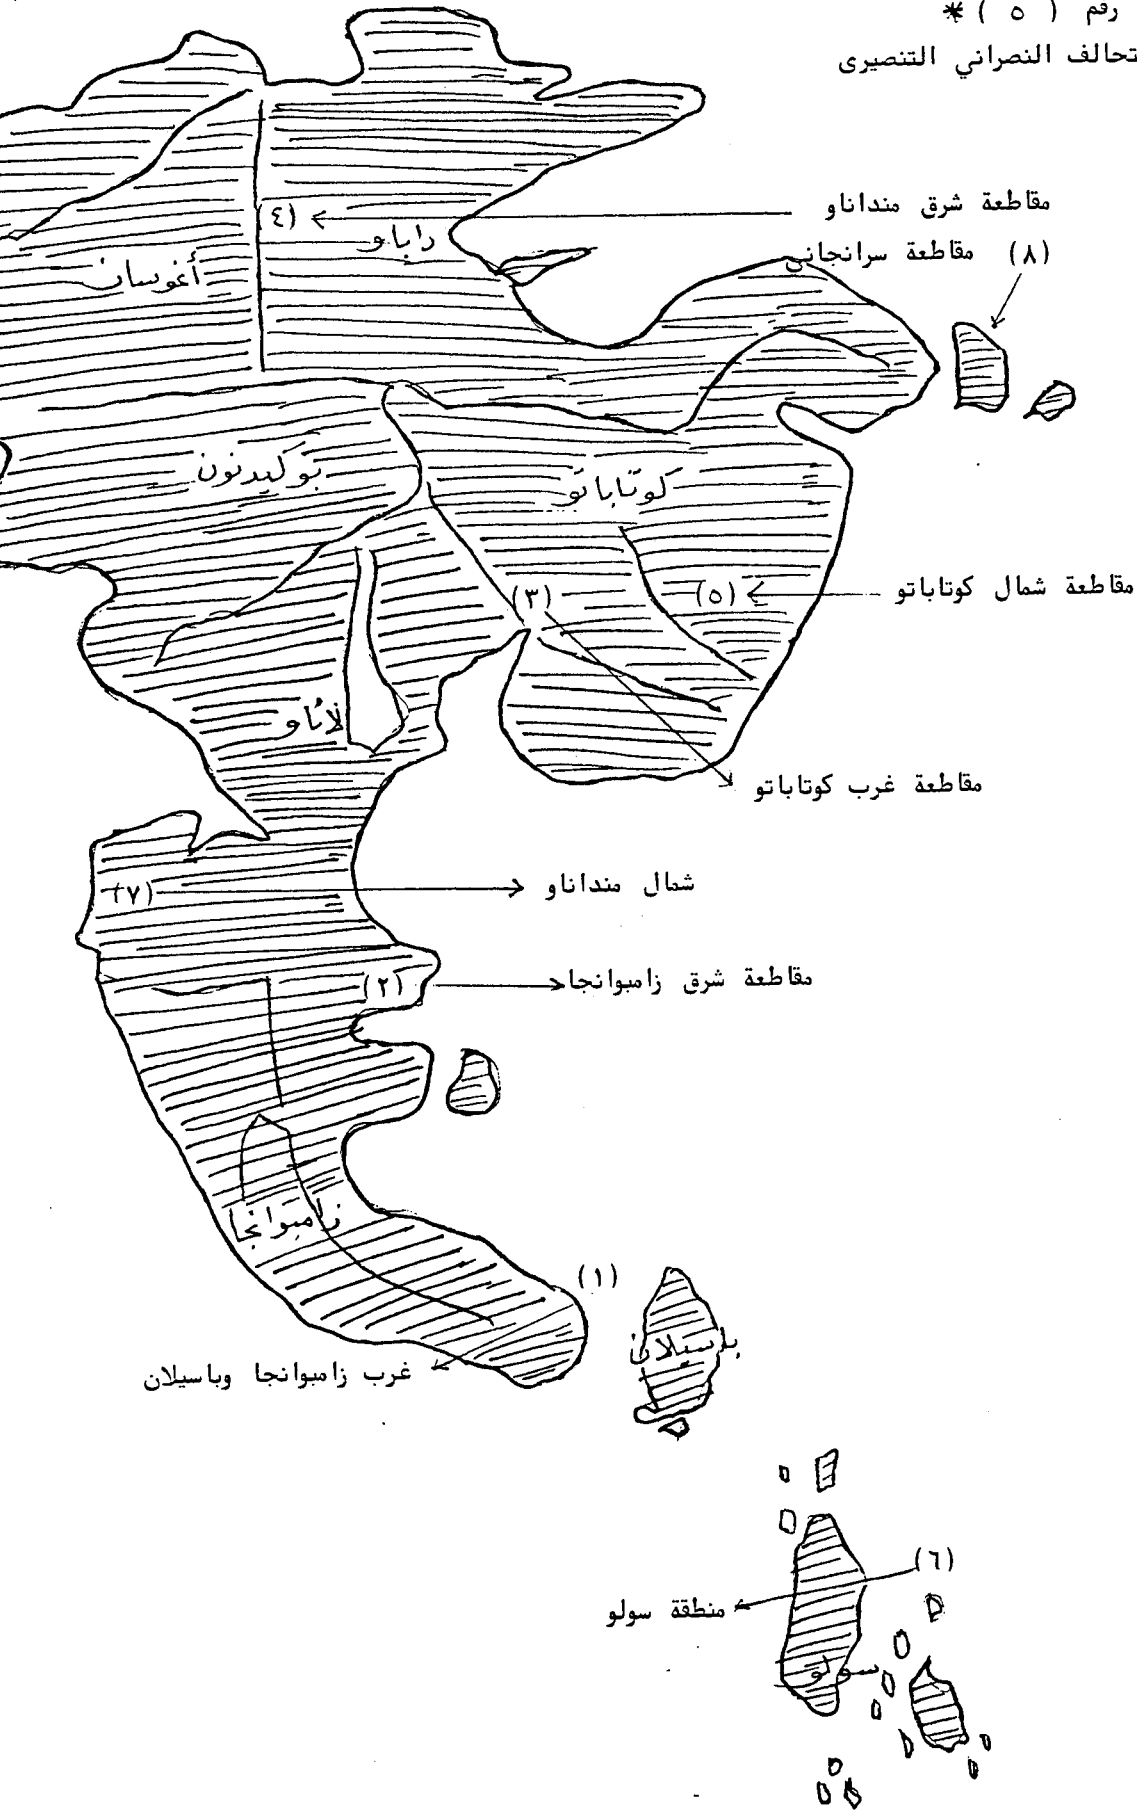 رقم ( ٥ ) *
تحالف النصراني التنصيرى
مقاطعة شرق منداناو
(٤)
راباو
(٨) مقاطعة سرانجاني
أغوسان
بوكيدنون
كوتاباتو
(٣)
(٥)
مقاطعة شمال كوتاباتو
لاناو
مقاطعة غرب كوتاباتو
(٧)
شمال منداناو
(٢)
مقاطعة شرق زامبوانجا
زامبوانجا
(١)
باسيلان
غرب زامبوانجا وباسيلان
(٦)
منطقة سولو
سولو